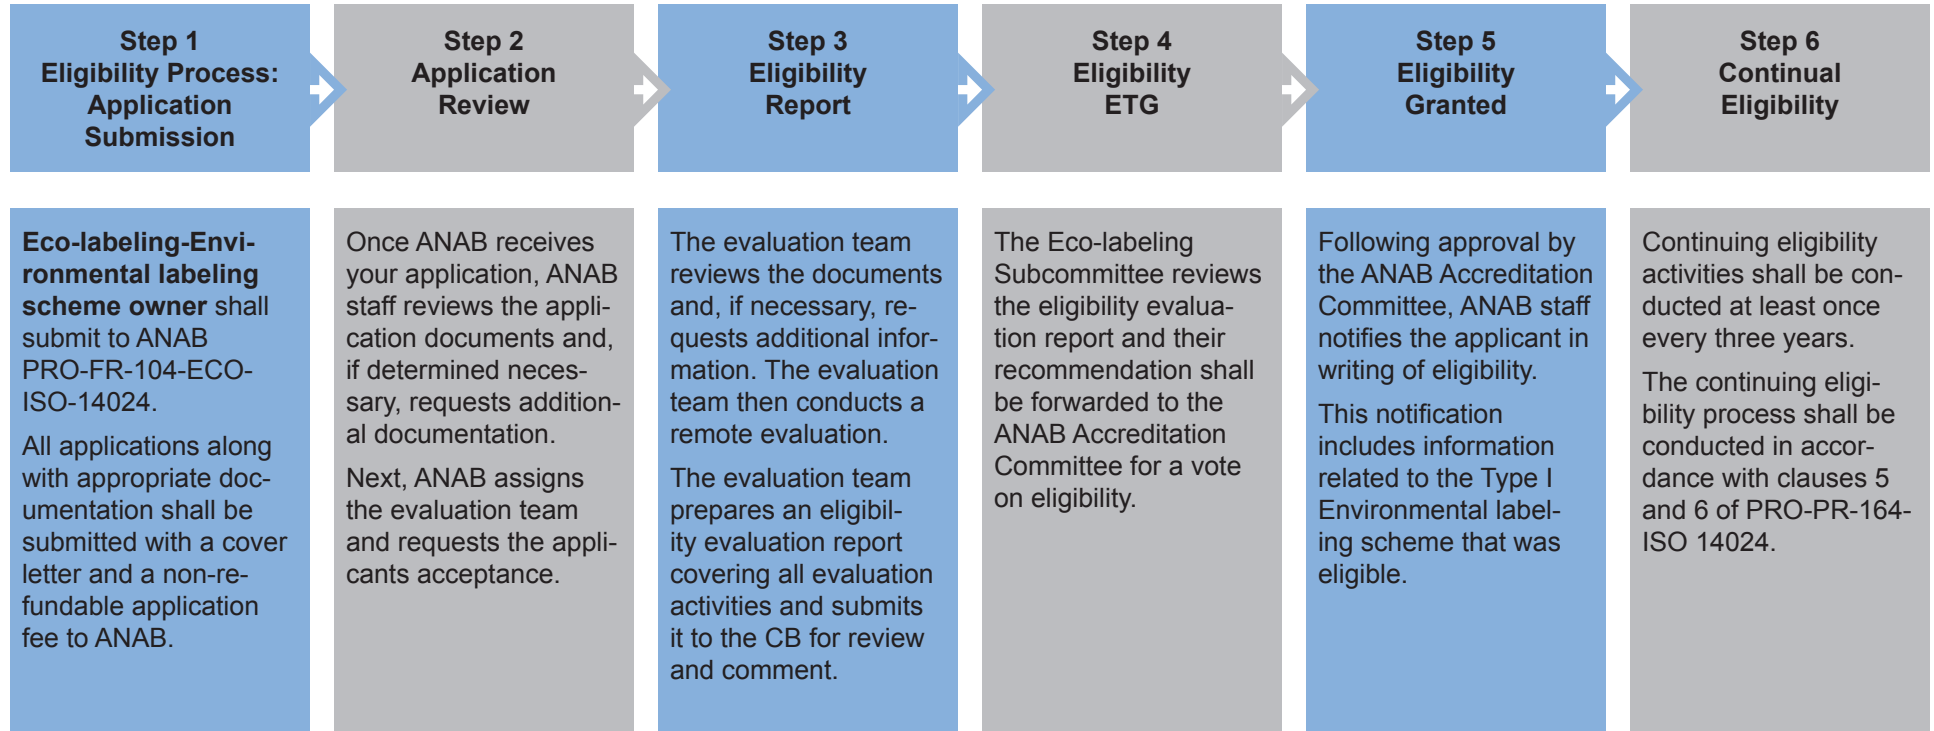 Step 1
Eligibility Process:
Application
Submission
Step 2
Application
Review
Step 3
Eligibility
Report
Step 4
Eligibility
ETG
Step 5
Eligibility
Granted
Step 6
Continual
Eligibility
Eco-labeling-Envi-
ronmental labeling
scheme owner shall
submit to ANAB
PRO-FR-104-ECO-
ISO-14024.
All applications along
with appropriate doc-
umentation shall be
submitted with a cover
letter and a non-re-
fundable application
fee to ANAB.
Once ANAB receives
your application, ANAB
staff reviews the appli-
cation documents and,
if determined neces-
sary, requests addition-
al documentation.
Next, ANAB assigns
the evaluation team
and requests the appli-
cants acceptance.
The evaluation team
reviews the documents
and, if necessary, re-
quests additional infor-
mation. The evaluation
team then conducts a
remote evaluation.
The evaluation team
prepares an eligibil-
ity evaluation report
covering all evaluation
activities and submits
it to the CB for review
and comment.
The Eco-labeling
Subcommittee reviews
the eligibility evalua-
tion report and their
recommendation shall
be forwarded to the
ANAB Accreditation
Committee for a vote
on eligibility.
Following approval by
the ANAB Accreditation
Committee, ANAB staff
notifies the applicant in
writing of eligibility.
This notification
includes information
related to the Type I
Environmental label-
ing scheme that was
eligible.
Continuing eligibility
activities shall be con-
ducted at least once
every three years.
The continuing eligi-
bility process shall be
conducted in accor-
dance with clauses 5
and 6 of PRO-PR-164-
ISO 14024.